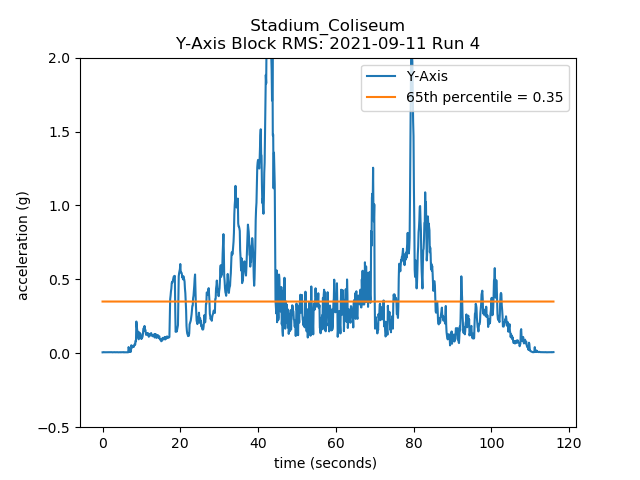 Stadium_Coliseum
Y-Axis Block RMS: 2021-09-11 Run 4
Y-Axis
65th percentile = 0.35
2.0
1.5
1.0
0.5
0.0
−0.5
acceleration (g)
0
20
40
60
80
100
120
time (seconds)